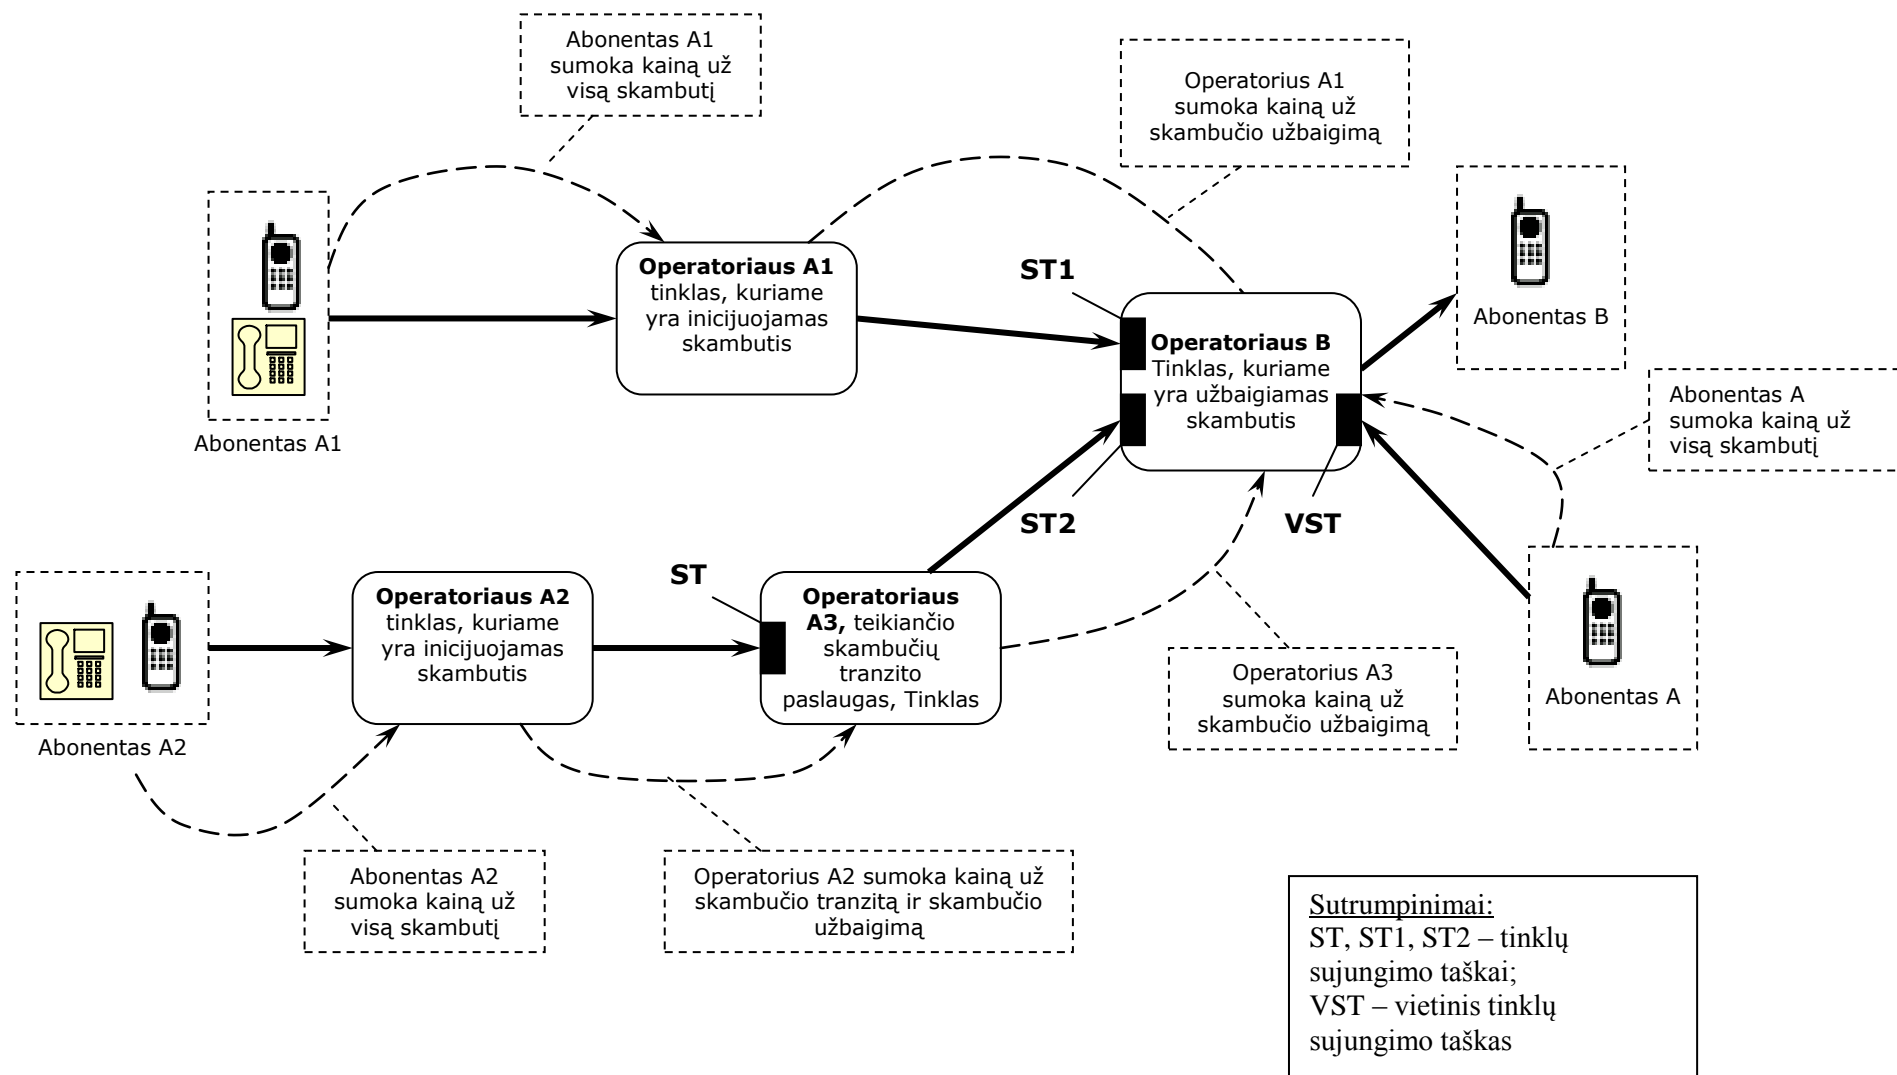 Abonentas A1
sumoka kainą už
visą skambutį
Operatorius A1
sumoka kainą už
skambučio užbaigimą
Operatoriaus A1
tinklas, kuriame
yra inicijuojamas
skambutis
ST1
Abonentas B
Operatoriaus B
Tinklas, kuriame
yra užbaigiamas
skambutis
Abonentas A
sumoka kainą už
visą skambutį
Abonentas A1
ST2
VST
ST
Operatoriaus A2
tinklas, kuriame
yra inicijuojamas
skambutis
Operatoriaus
A3, teikiančio
skambučių
tranzito
paslaugas, Tinklas
Operatorius A3
sumoka kainą už
skambučio užbaigimą
Abonentas A
Abonentas A2
Abonentas A2
sumoka kainą už
visą skambutį
Operatorius A2 sumoka kainą už
skambučio tranzitą ir skambučio
užbaigimą
Sutrumpinimai:
ST, ST1, ST2 – tinklų
sujungimo taškai;
VST – vietinis tinklų
sujungimo taškas